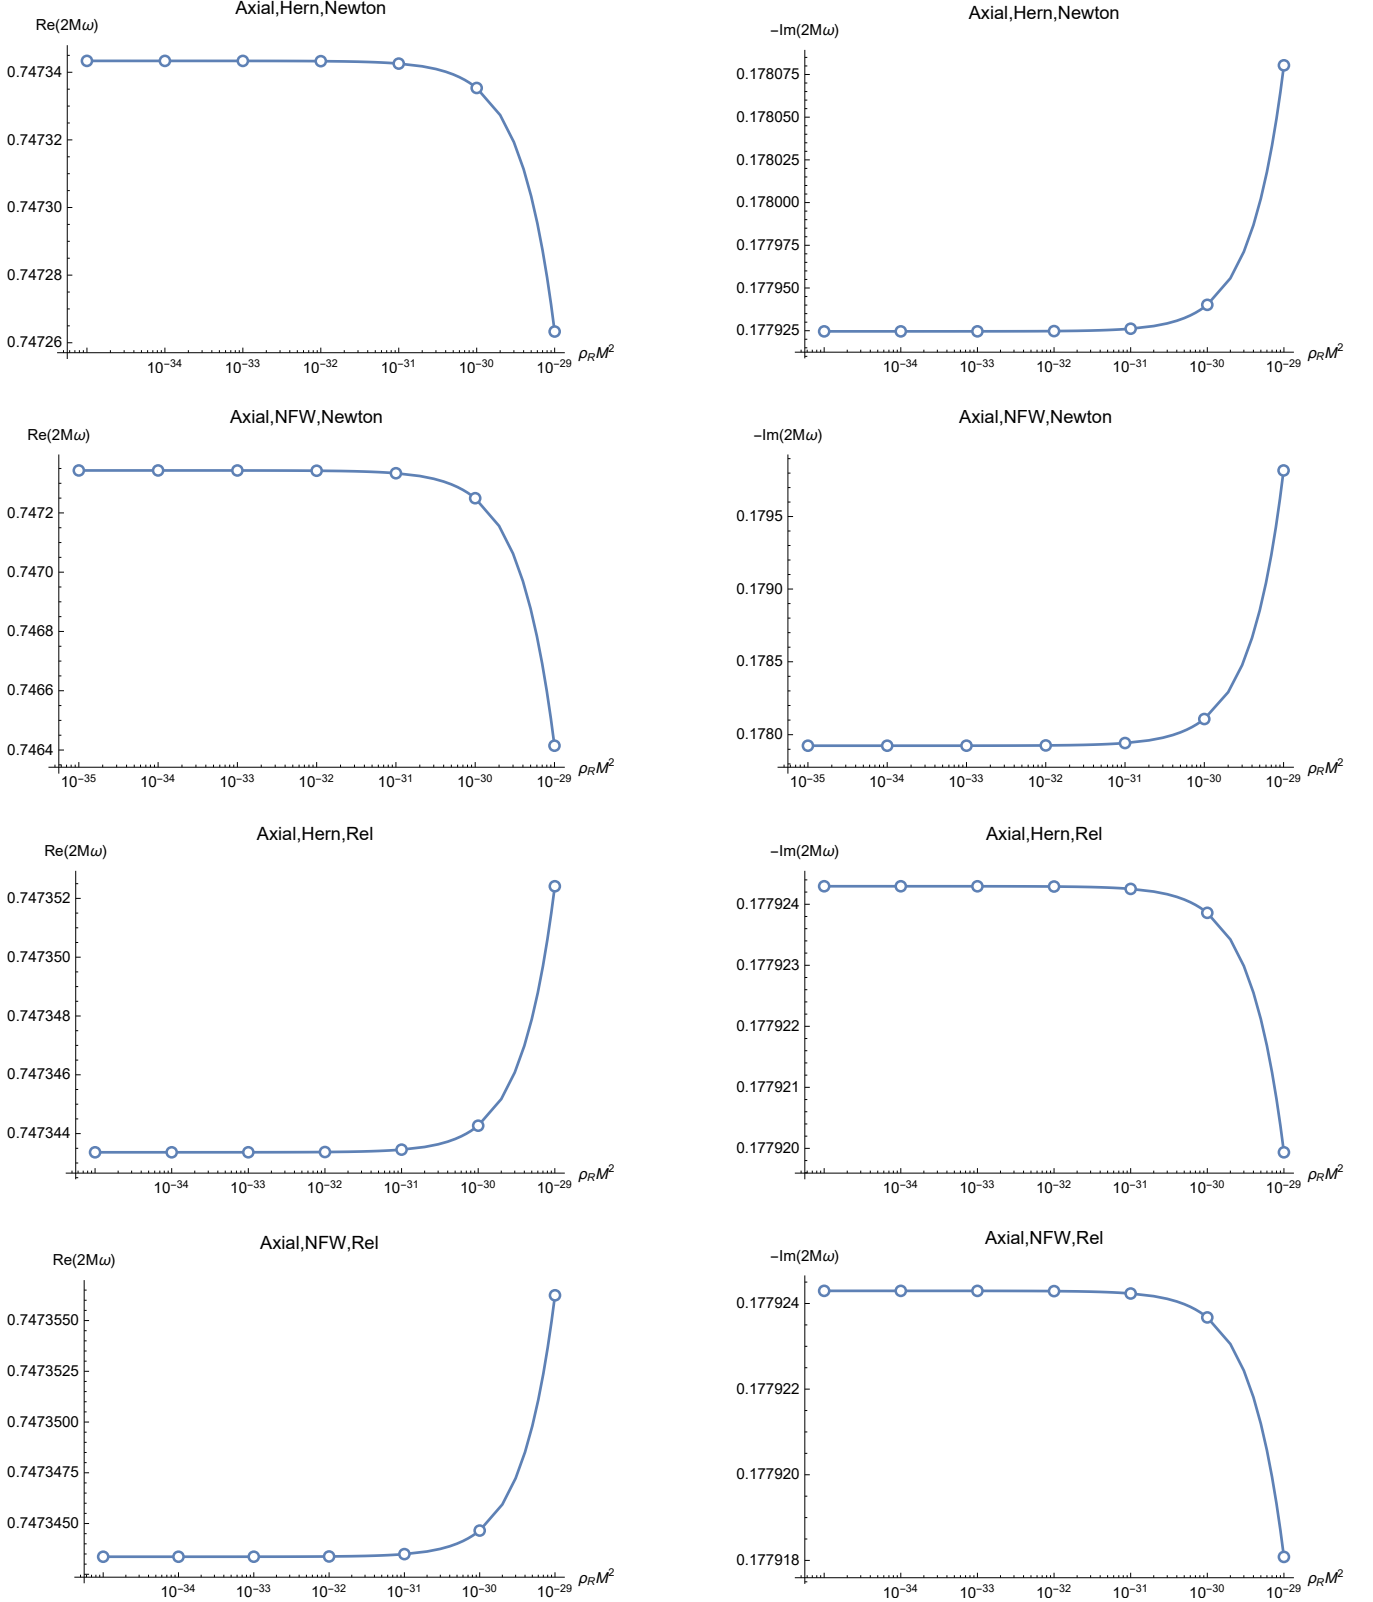 Axial,Hern,Newton
Re(2Mω)
0.74734
0.74732
0.74730
0.74728
0.74726
10⁻³⁴ 10⁻³³ 10⁻³² 10⁻³¹ 10⁻³⁰ 10⁻²⁹ ρ_R M²
Axial,Hern,Newton
−Im(2Mω)
0.178075
0.178050
0.178025
0.178000
0.177975
0.177950
0.177925
10⁻³⁴ 10⁻³³ 10⁻³² 10⁻³¹ 10⁻³⁰ 10⁻²⁹ ρ_R M²
Axial,NFW,Newton
Re(2Mω)
0.7472
0.7470
0.7468
0.7466
0.7464
10⁻³⁵ 10⁻³⁴ 10⁻³³ 10⁻³² 10⁻³¹ 10⁻³⁰ 10⁻²⁹ ρ_R M²
Axial,NFW,Newton
−Im(2Mω)
0.1795
0.1790
0.1785
0.1780
10⁻³⁵ 10⁻³⁴ 10⁻³³ 10⁻³² 10⁻³¹ 10⁻³⁰ 10⁻²⁹ ρ_R M²
Axial,Hern,Rel
Re(2Mω)
0.747352
0.747350
0.747348
0.747346
0.747344
10⁻³⁴ 10⁻³³ 10⁻³² 10⁻³¹ 10⁻³⁰ 10⁻²⁹ ρ_R M²
Axial,Hern,Rel
−Im(2Mω)
0.177924
0.177923
0.177922
0.177921
0.177920
10⁻³⁴ 10⁻³³ 10⁻³² 10⁻³¹ 10⁻³⁰ 10⁻²⁹ ρ_R M²
Axial,NFW,Rel
Re(2Mω)
0.7473550
0.7473525
0.7473500
0.7473475
0.7473450
10⁻³⁴ 10⁻³³ 10⁻³² 10⁻³¹ 10⁻³⁰ 10⁻²⁹ ρ_R M²
Axial,NFW,Rel
−Im(2Mω)
0.177924
0.177922
0.177920
0.177918
10⁻³⁴ 10⁻³³ 10⁻³² 10⁻³¹ 10⁻³⁰ 10⁻²⁹ ρ_R M²